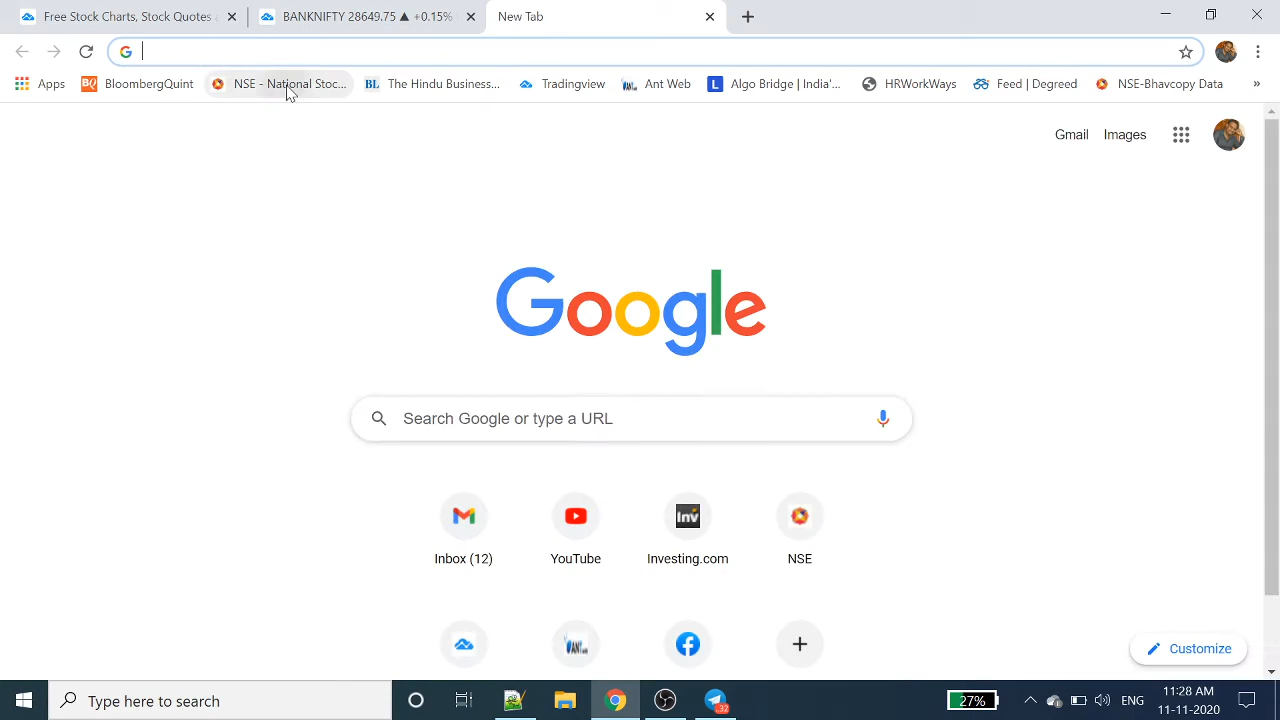 Free Stock Charts, Stock Quotes
BANKNIFTY 28649.75 ▲ +0.15%
New Tab
Apps
BloombergQuint
NSE - National Stoc...
The Hindu Business...
Tradingview
Ant Web
Algo Bridge | India'...
HRWorkWays
Feed | Degreed
NSE-Bhavcopy Data
»
Gmail
Images
Google
Search Google or type a URL
Inbox (12)
YouTube
Inv
Investing.com
NSE
Customize
Type here to search
32
27%
ENG
11:28 AM
11-11-2020